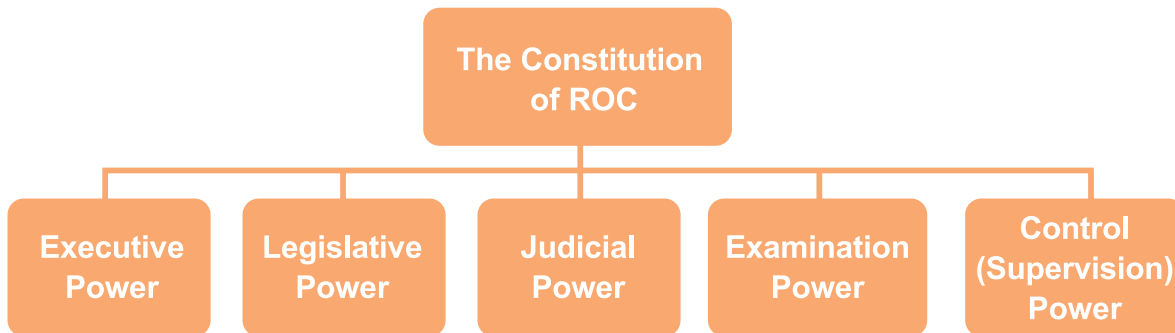 The Constitution
of ROC
Executive
Power
Legislative
Power
Judicial
Power
Examination
Power
Control
(Supervision)
Power